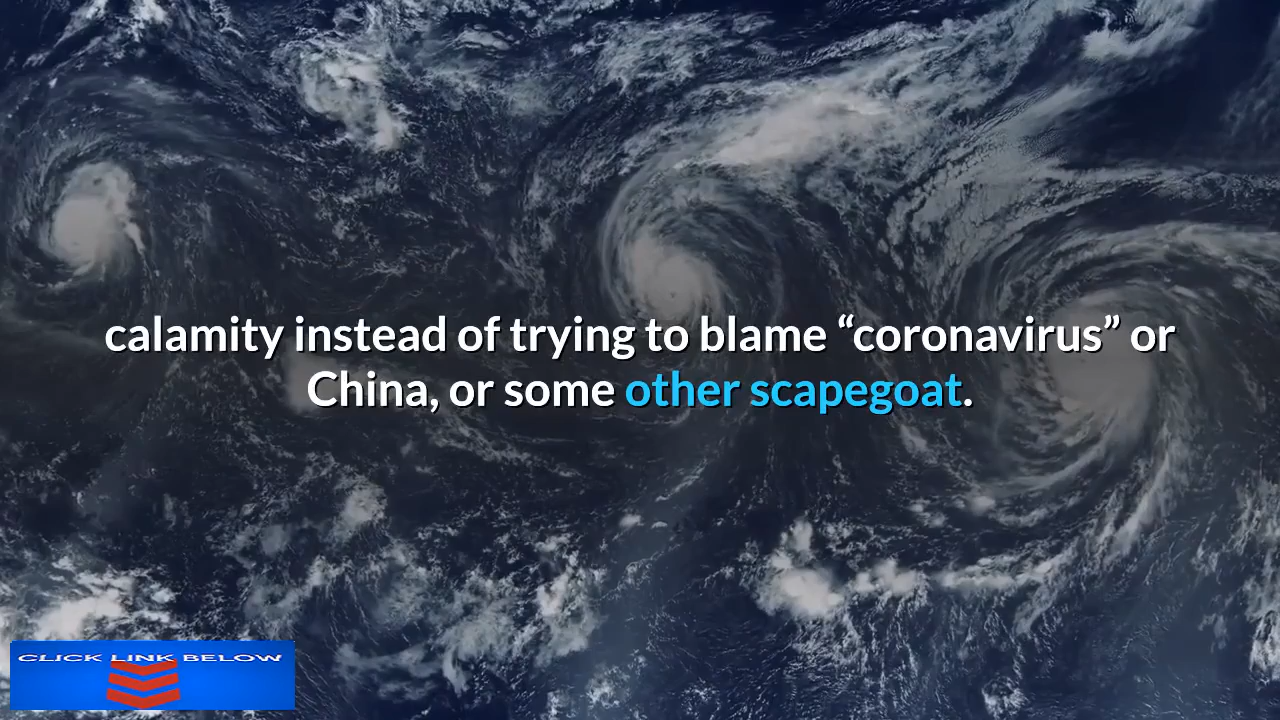 calamity instead of trying to blame “coronavirus” or
China, or some other scapegoat.
CLICK LINK BELOW